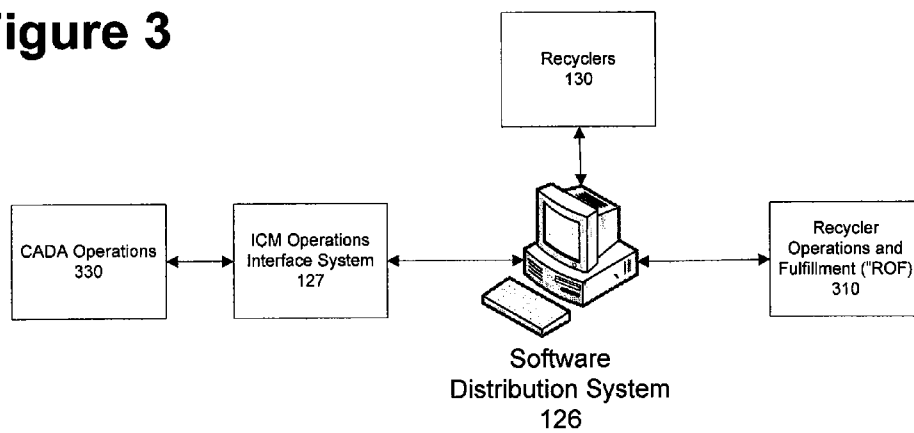 igure 3
Recyclers
130
CADA Operations
330
ICM Operations
Interface System
127
Recycler
Operations and
Fulfillment ("ROF)
310
Software
Distribution System
126